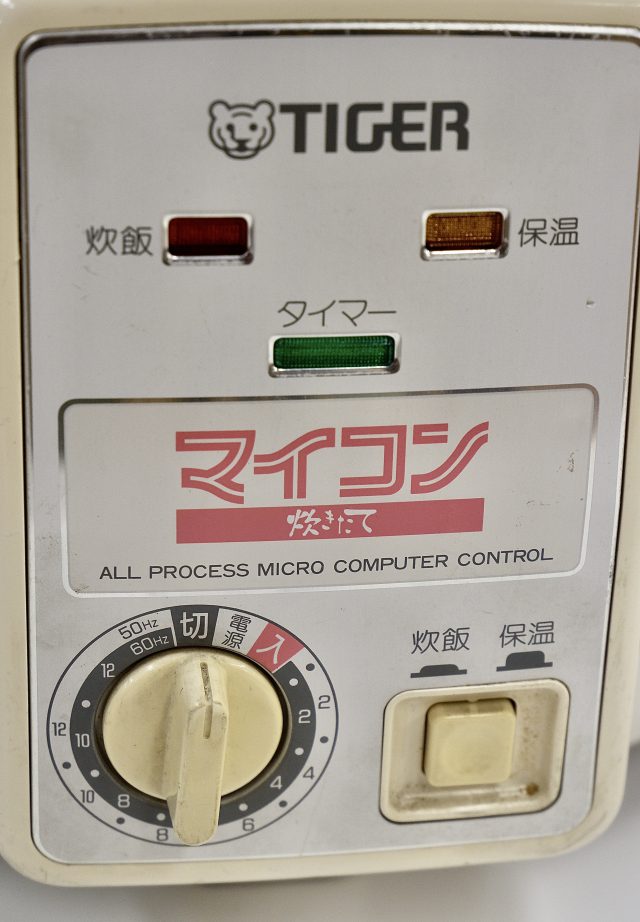 TIGER
炊飯
保温
タイマー
マイコン
炊きたて
ALL PROCESS MICRO COMPUTER CONTROL
50Hz
60Hz
切
電源
入
12 10 8 6 4 2
12 10 8 4 2
炊飯
保温